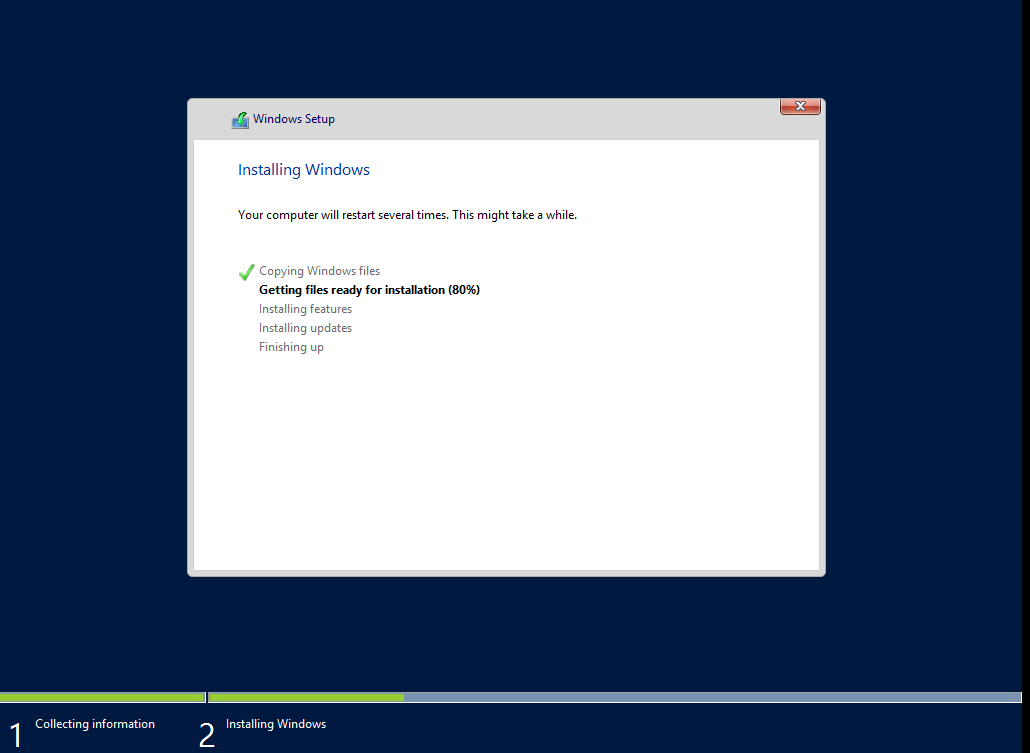 Windows Setup
Installing Windows
Your computer will restart several times. This might take a while.
Copying Windows files
Getting files ready for installation (80%)
Installing features
Installing updates
Finishing up
1 Collecting information
2 Installing Windows